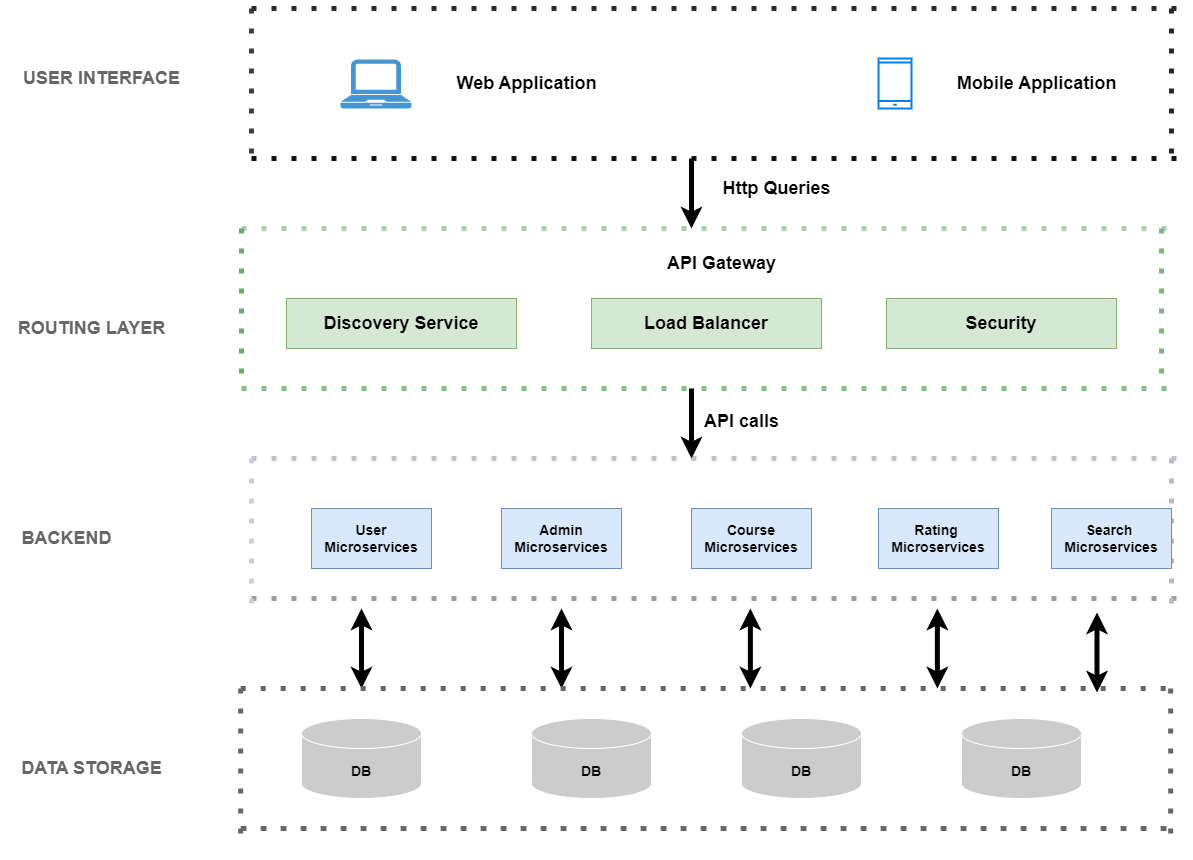 USER INTERFACE
Web Application
Mobile Application
Http Queries
API Gateway
ROUTING LAYER
Discovery Service
Load Balancer
Security
API calls
BACKEND
User
Microservices
Admin
Microservices
Course
Microservices
Rating
Microservices
Search
Microservices
DATA STORAGE
DB
DB
DB
DB